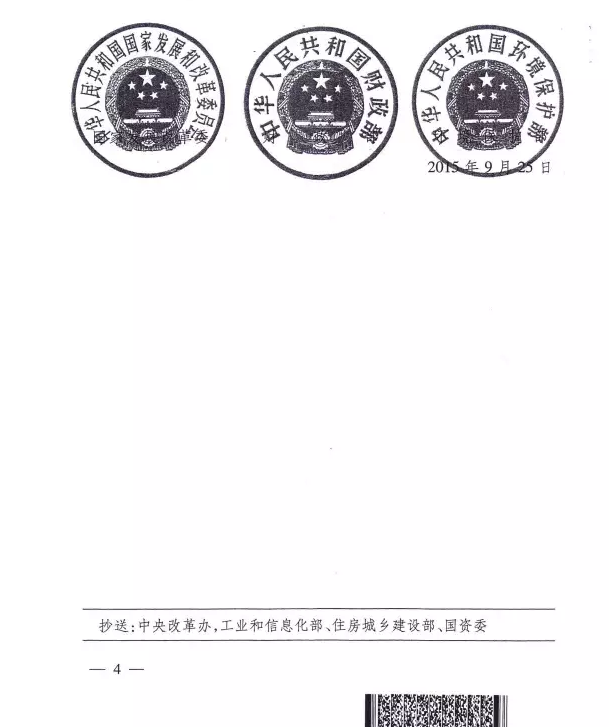 中华人民共和国国家发展和改革委员会
中华人民共和国财政部
中华人民共和国环境保护部
2015年9月25日
抄送:中央改革办,工业和信息化部、住房城乡建设部、国资委
— 4 —